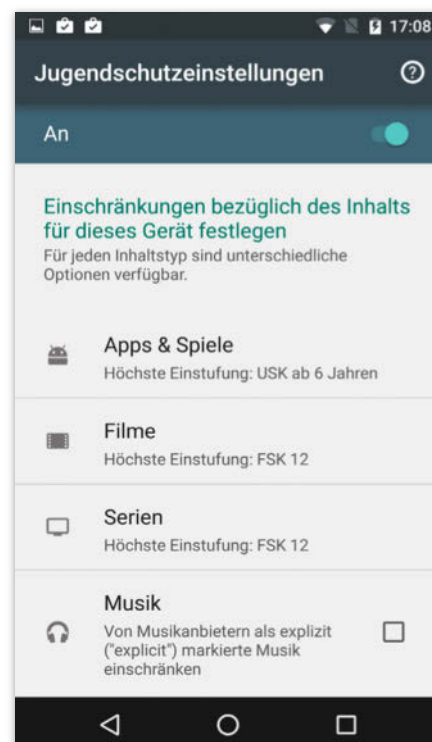 17:08
Jugendschutzeinstellungen
An
Einschränkungen bezüglich des Inhalts
für dieses Gerät festlegen
Für jeden Inhaltstyp sind unterschiedliche
Optionen verfügbar.
Apps & Spiele
Höchste Einstufung: USK ab 6 Jahren
Filme
Höchste Einstufung: FSK 12
Serien
Höchste Einstufung: FSK 12
Musik
Von Musikanbietern als explizit
("explicit") markierte Musik
einschränken